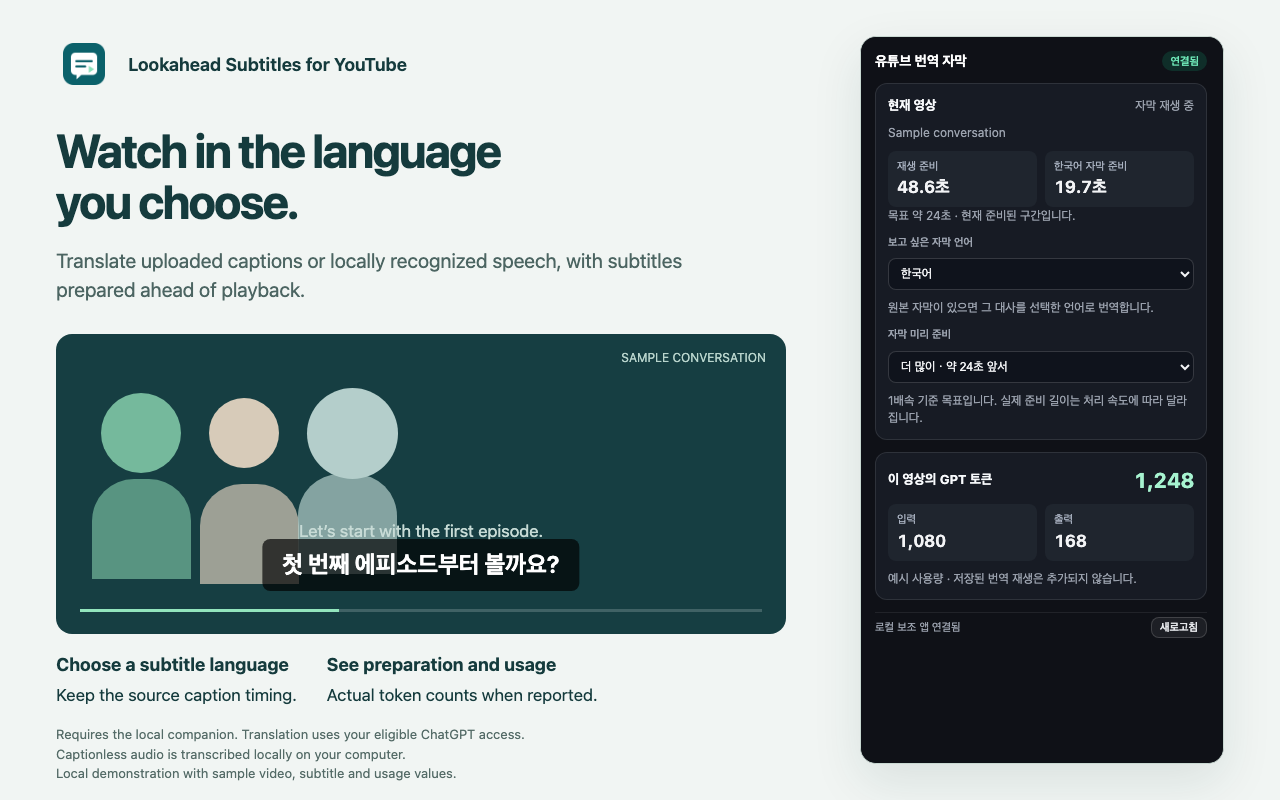 Lookahead Subtitles for YouTube
Watch in the language
you choose.
Translate uploaded captions or locally recognized speech, with subtitles
prepared ahead of playback.
SAMPLE CONVERSATION
Let’s start with the first episode.
첫 번째 에피소드부터 볼까요?
Choose a subtitle language
Keep the source caption timing.
See preparation and usage
Actual token counts when reported.
Requires the local companion. Translation uses your eligible ChatGPT access.
Captionless audio is transcribed locally on your computer.
Local demonstration with sample video, subtitle and usage values.
유튜브 번역 자막
연결됨
현재 영상
자막 재생 중
Sample conversation
재생 준비
48.6초
한국어 자막 준비
19.7초
목표 약 24초 · 현재 준비된 구간입니다.
보고 싶은 자막 언어
한국어
원본 자막이 있으면 그 대사를 선택한 언어로 번역합니다.
자막 미리 준비
더 많이 · 약 24초 앞서
1배속 기준 목표입니다. 실제 준비 길이는 처리 속도에 따라 달라
집니다.
이 영상의 GPT 토큰
1,248
입력
1,080
출력
168
예시 사용량 · 저장된 번역 재생은 추가되지 않습니다.
로컬 보조 앱 연결됨
새로고침